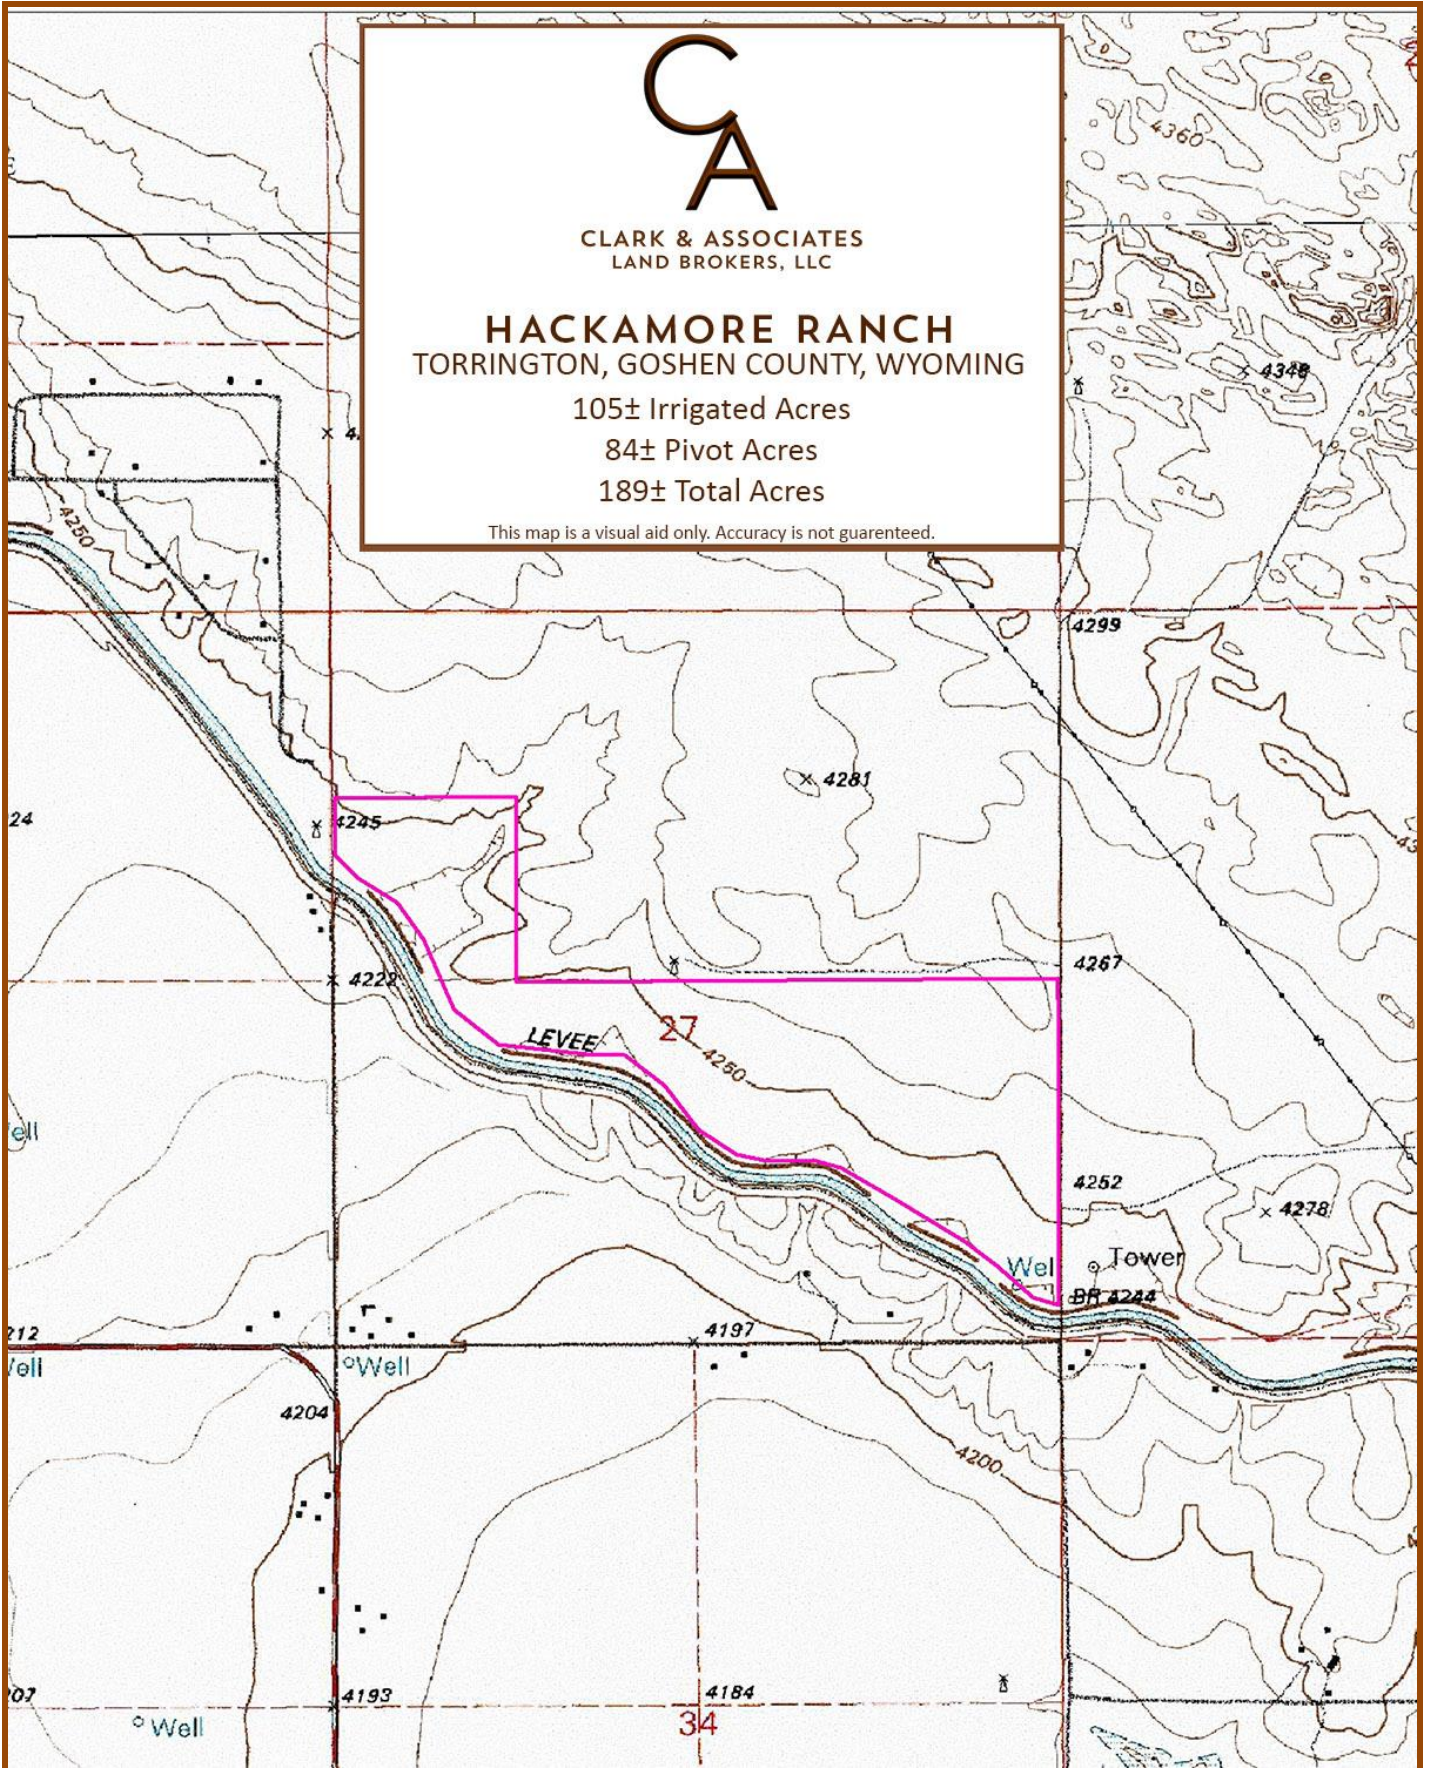 CA
CLARK & ASSOCIATES
LAND BROKERS, LLC
HACKAMORE RANCH
TORRINGTON, GOSHEN COUNTY, WYOMING
105± Irrigated Acres
84± Pivot Acres
189± Total Acres
This map is a visual aid only. Accuracy is not guarenteed.
4360
4348
4250
4299
4281
24
4245
4267
4222
27
LEVEE
4250
ell
4252
4278
Wel
Tower
BR 4244
212
4197
Well
ell
4204
4200
4193
4184
34
Well